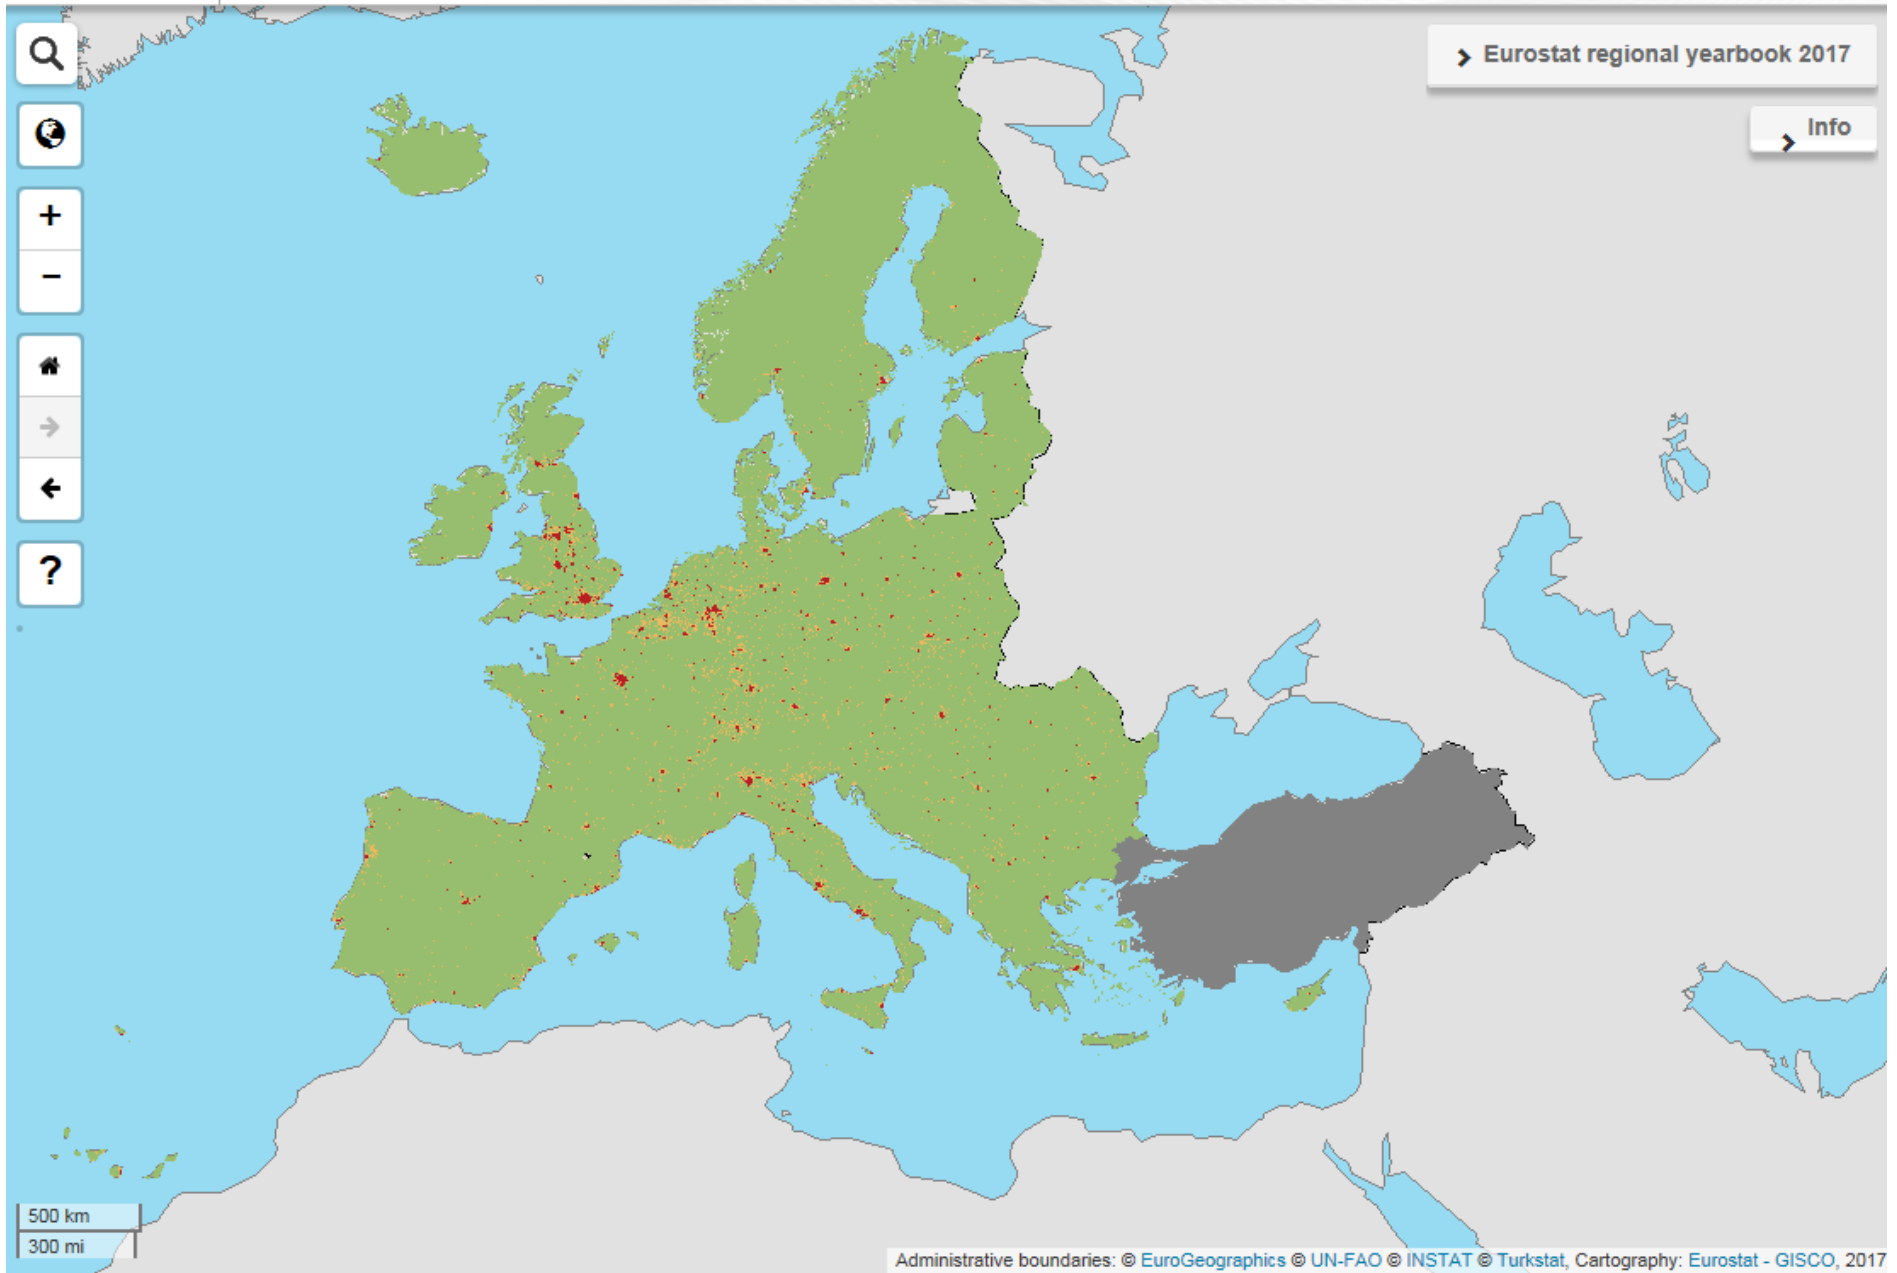 Eurostat regional yearbook 2017
Info
+
−
?
500 km
300 mi
Administrative boundaries: © EuroGeographics © UN-FAO © INSTAT © Turkstat, Cartography: Eurostat - GISCO, 2017